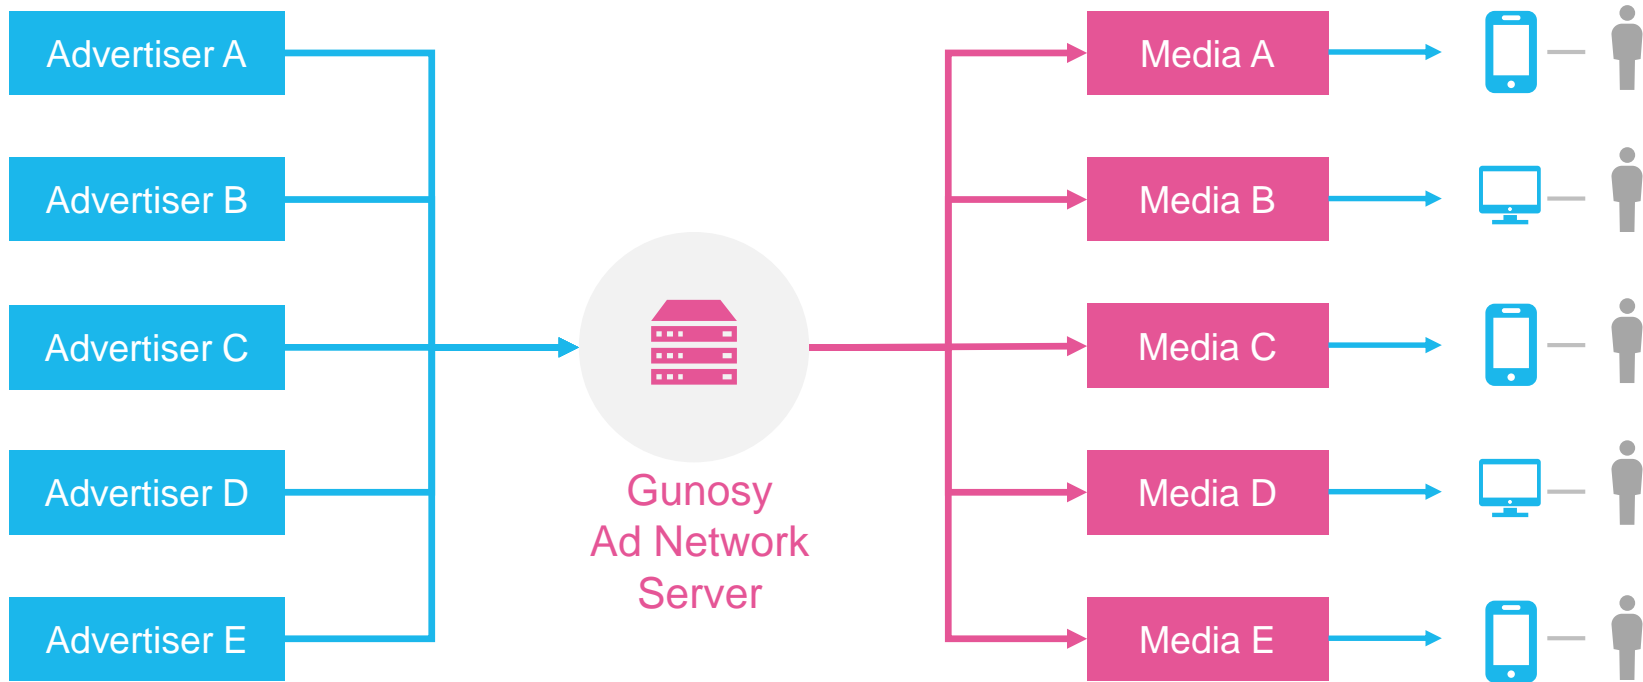 Advertiser A
Advertiser B
Advertiser C
Advertiser D
Advertiser E
Gunosy
Ad Network
Server
Media A
Media B
Media C
Media D
Media E